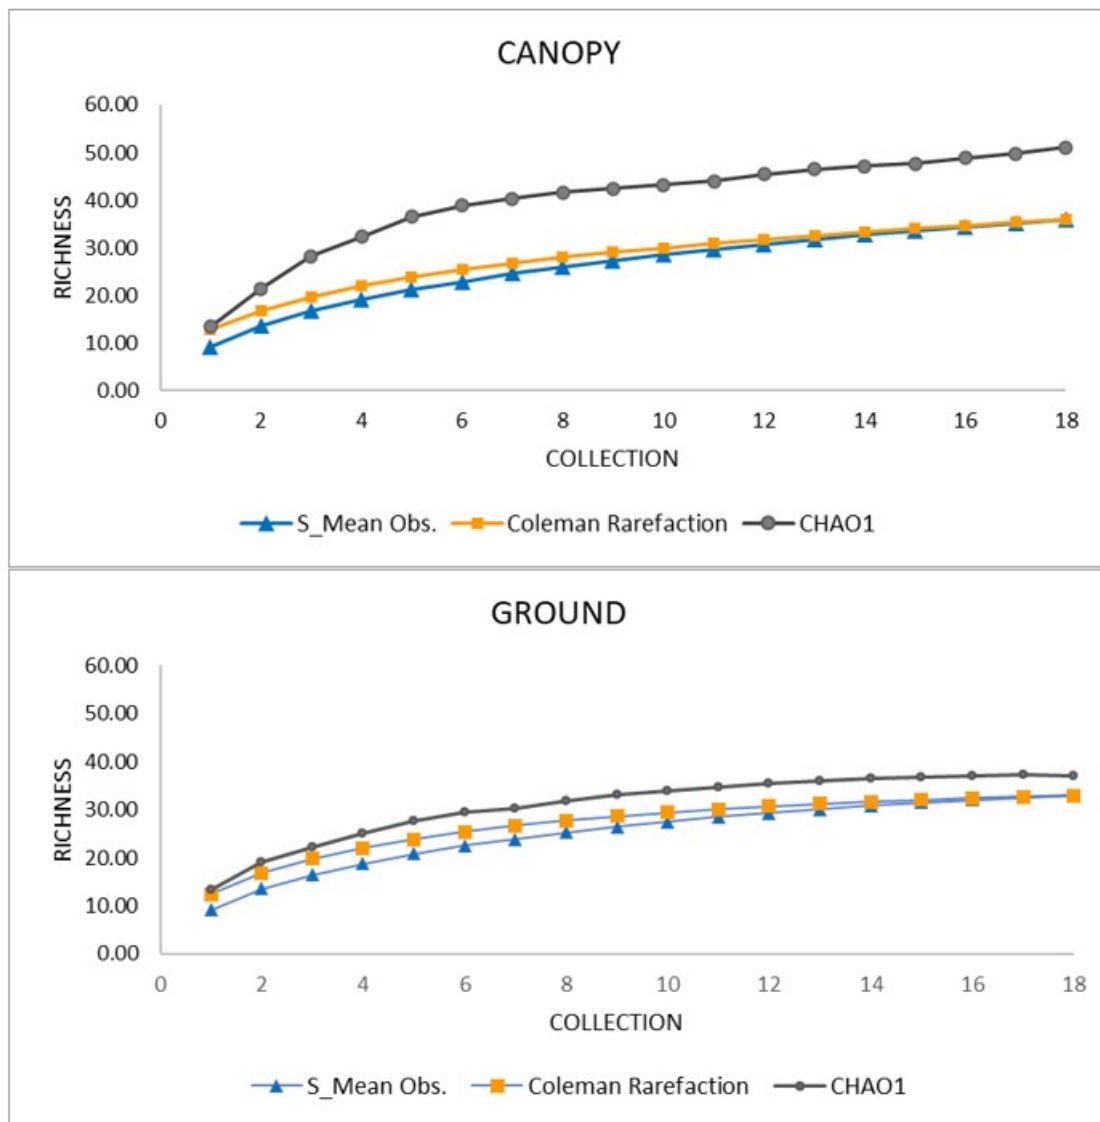 CANOPY
60.00
50.00
40.00
30.00
20.00
10.00
0.00
RICHNESS
0 2 4 6 8 10 12 14 16 18
COLLECTION
S_Mean Obs. Coleman Rarefaction CHAO1
GROUND
60.00
50.00
40.00
30.00
20.00
10.00
0.00
RICHNESS
0 2 4 6 8 10 12 14 16 18
COLLECTION
S_Mean Obs. Coleman Rarefaction CHAO1